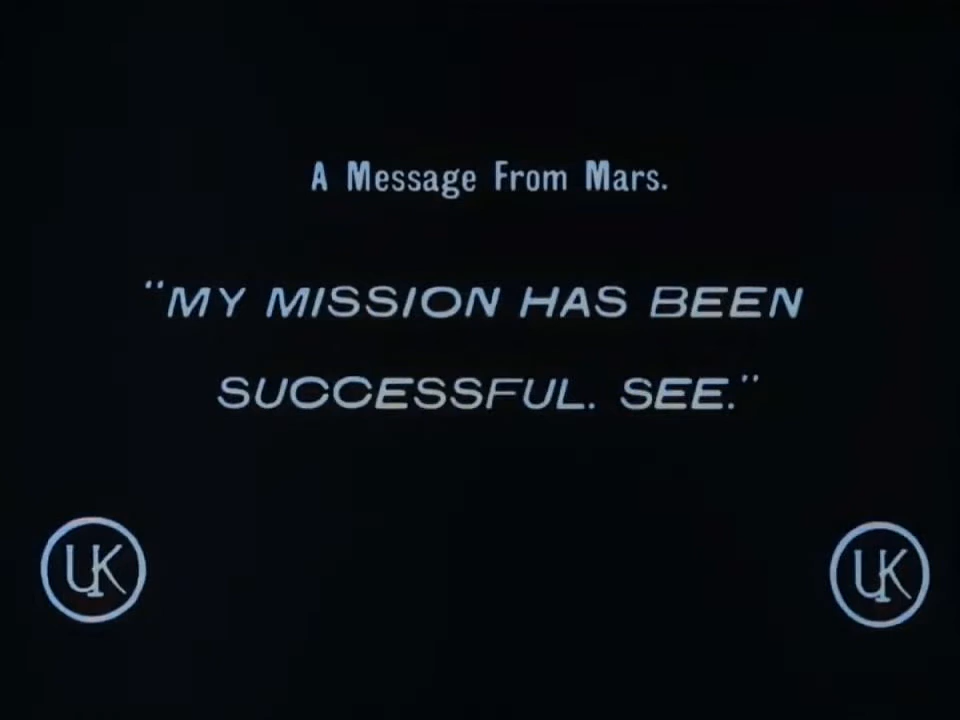 A Message From Mars.
"MY MISSION HAS BEEN
SUCCESSFUL. SEE."
UK UK